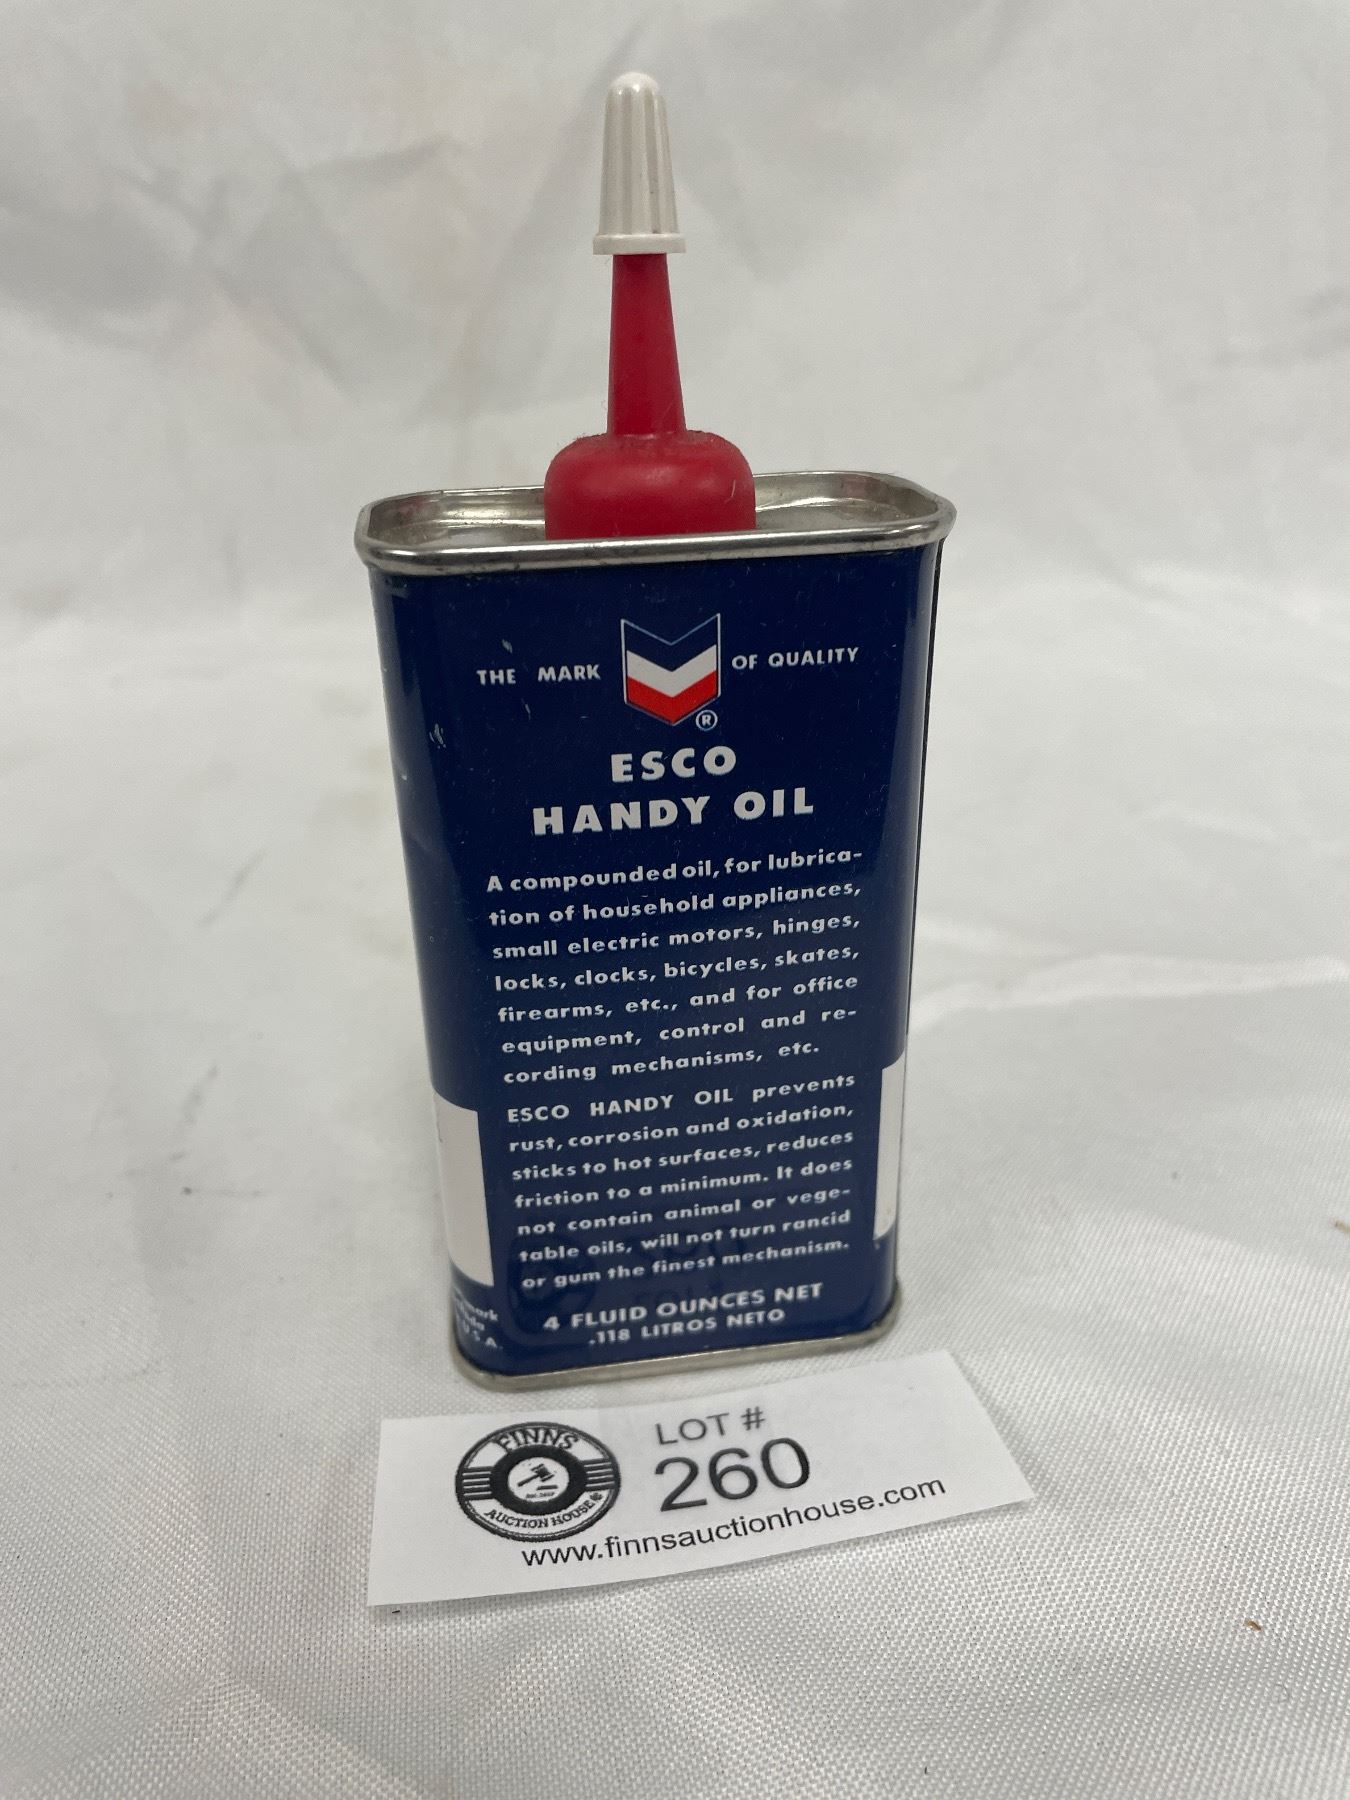 THE MARK OF QUALITY
®
ESCO
HANDY OIL
A compounded oil, for lubrica-
tion of household appliances,
small electric motors, hinges,
locks, clocks, bicycles, skates,
firearms, etc., and for office
equipment, control and re-
cording mechanisms, etc.
ESCO HANDY OIL prevents
rust, corrosion and oxidation,
sticks to hot surfaces, reduces
friction to a minimum. It does
not contain animal or vege-
table oils, will not turn rancid
or gum the finest mechanism.
4 FLUID OUNCES NET
.118 LITROS NETO
U.S.A.
FINNS
AUCTION HOUSE
LOT #
260
www.finnsauctionhouse.com